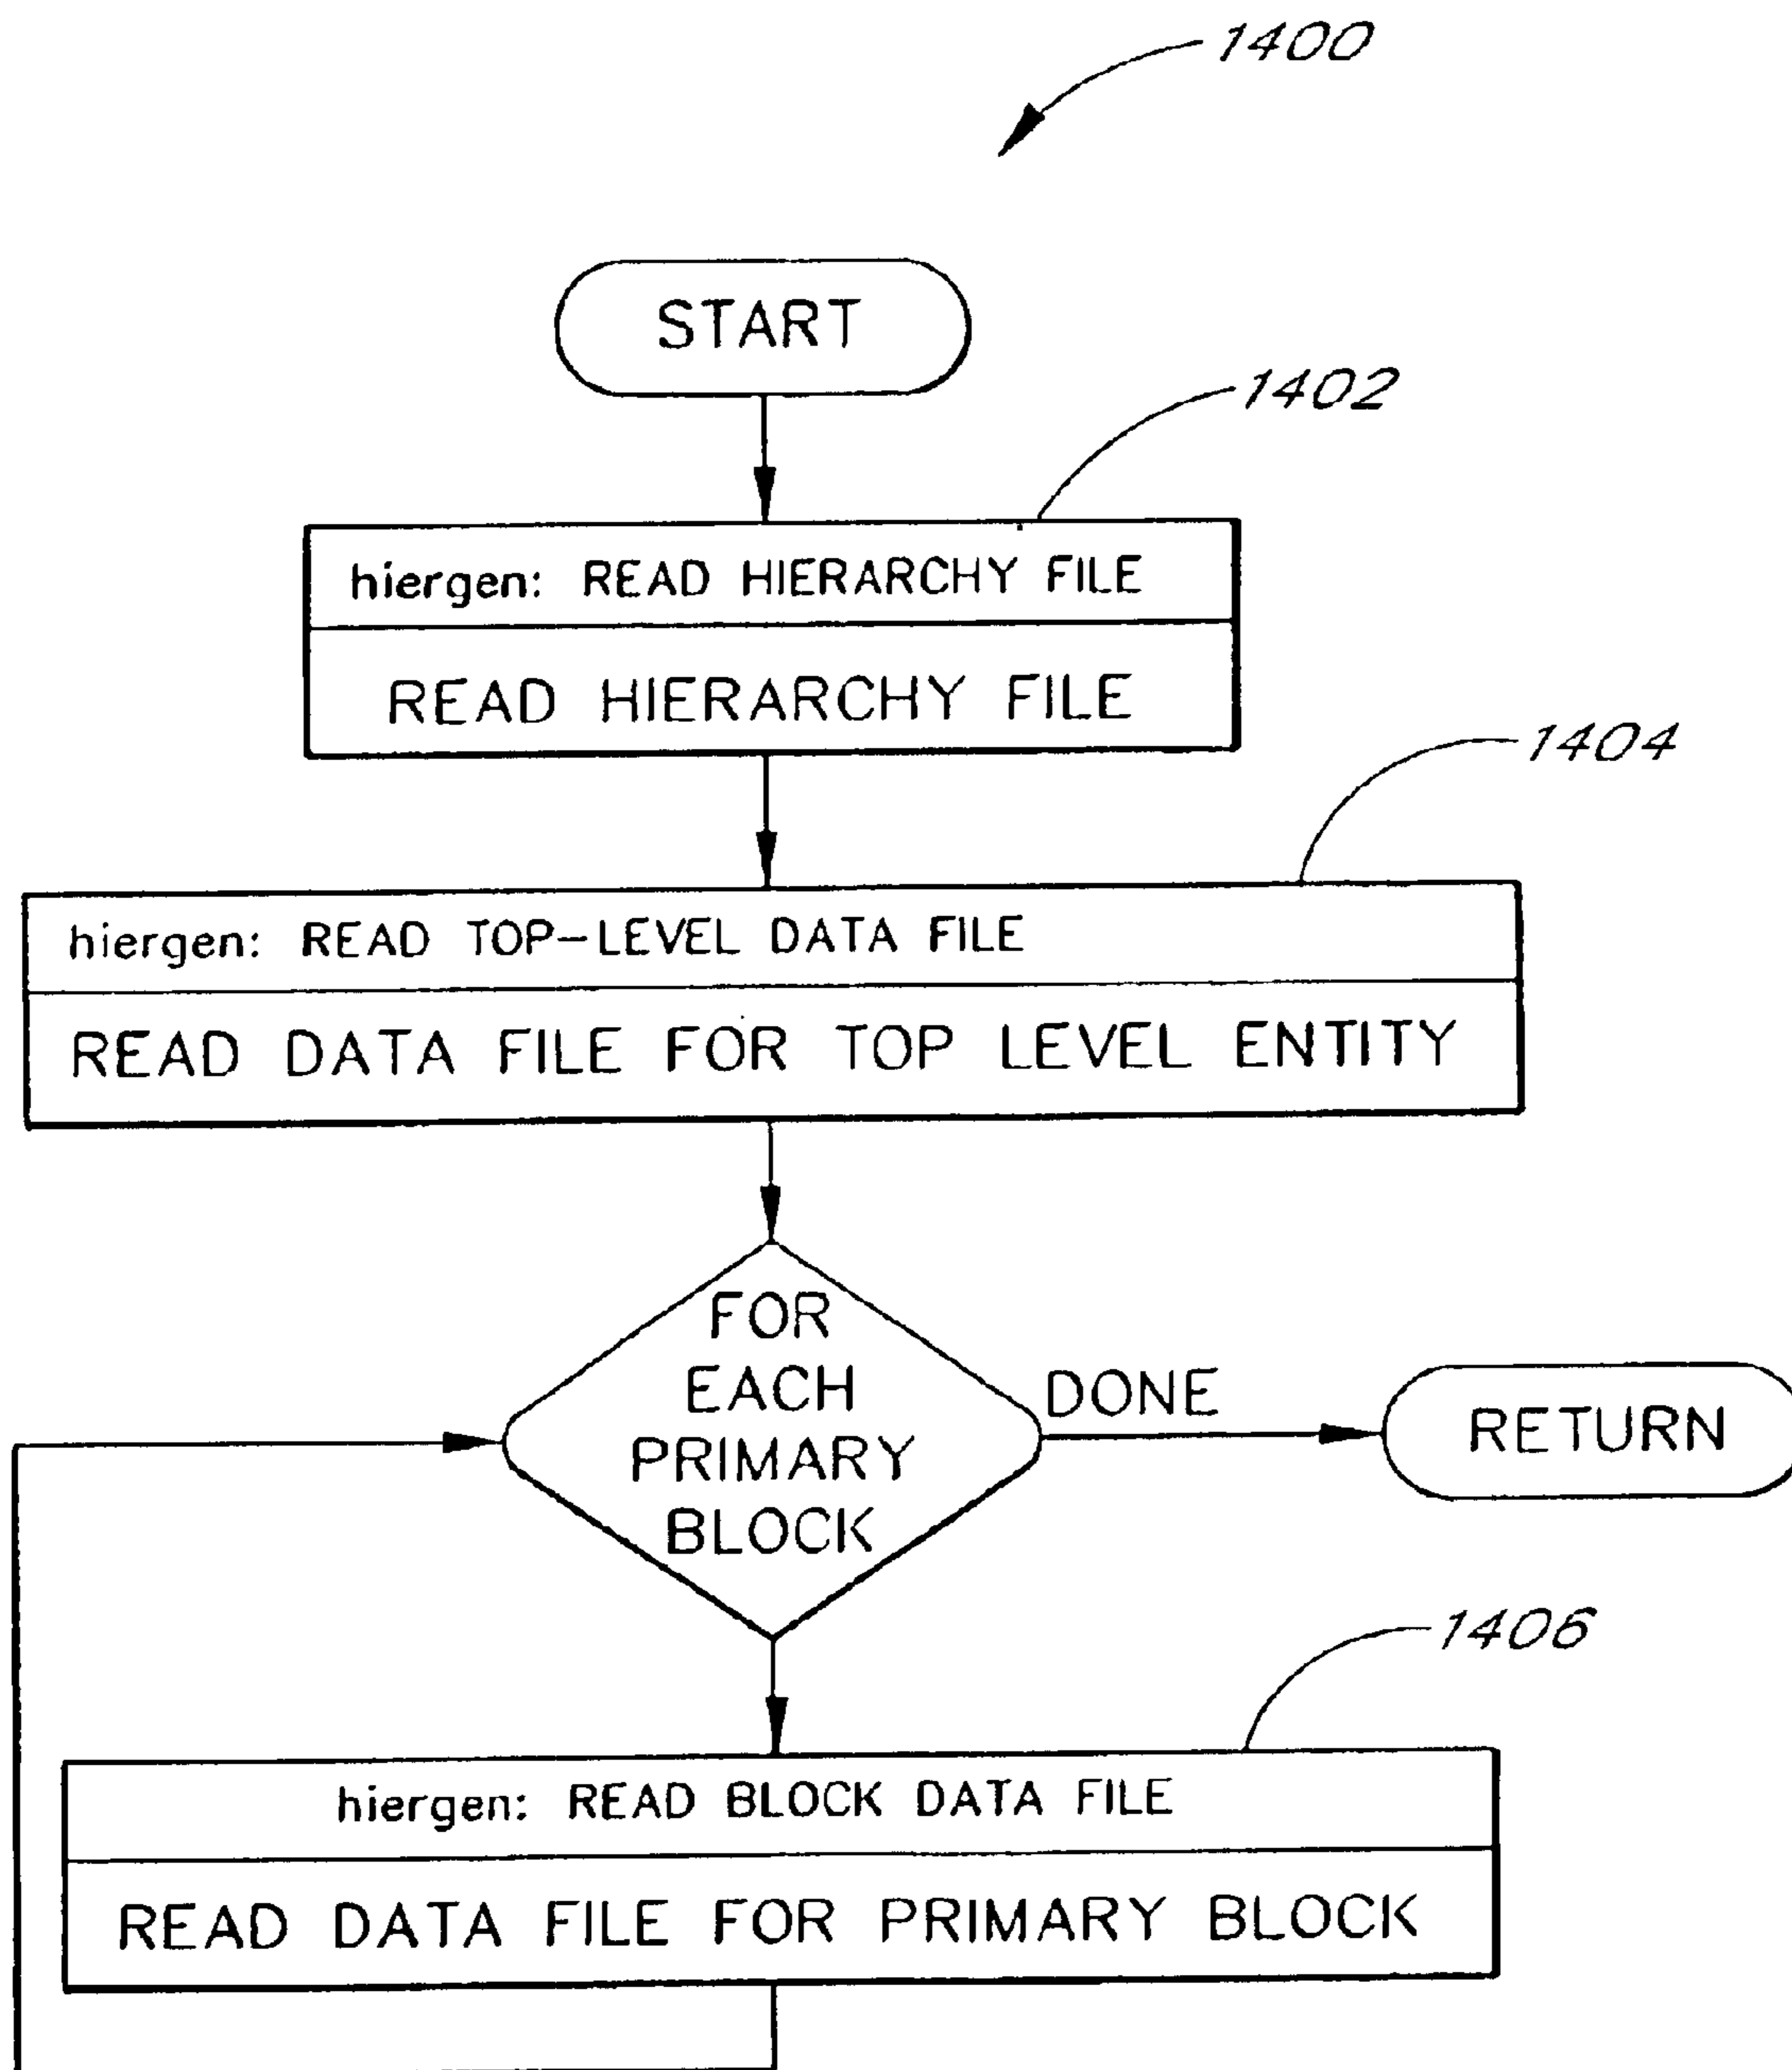 1400
START
1402
hiergen: READ HIERARCHY FILE
READ HIERARCHY FILE
1404
hiergen: READ TOP-LEVEL DATA FILE
READ DATA FILE FOR TOP LEVEL ENTITY
FOR
EACH
PRIMARY
BLOCK
DONE
RETURN
1406
hiergen: READ BLOCK DATA FILE
READ DATA FILE FOR PRIMARY BLOCK